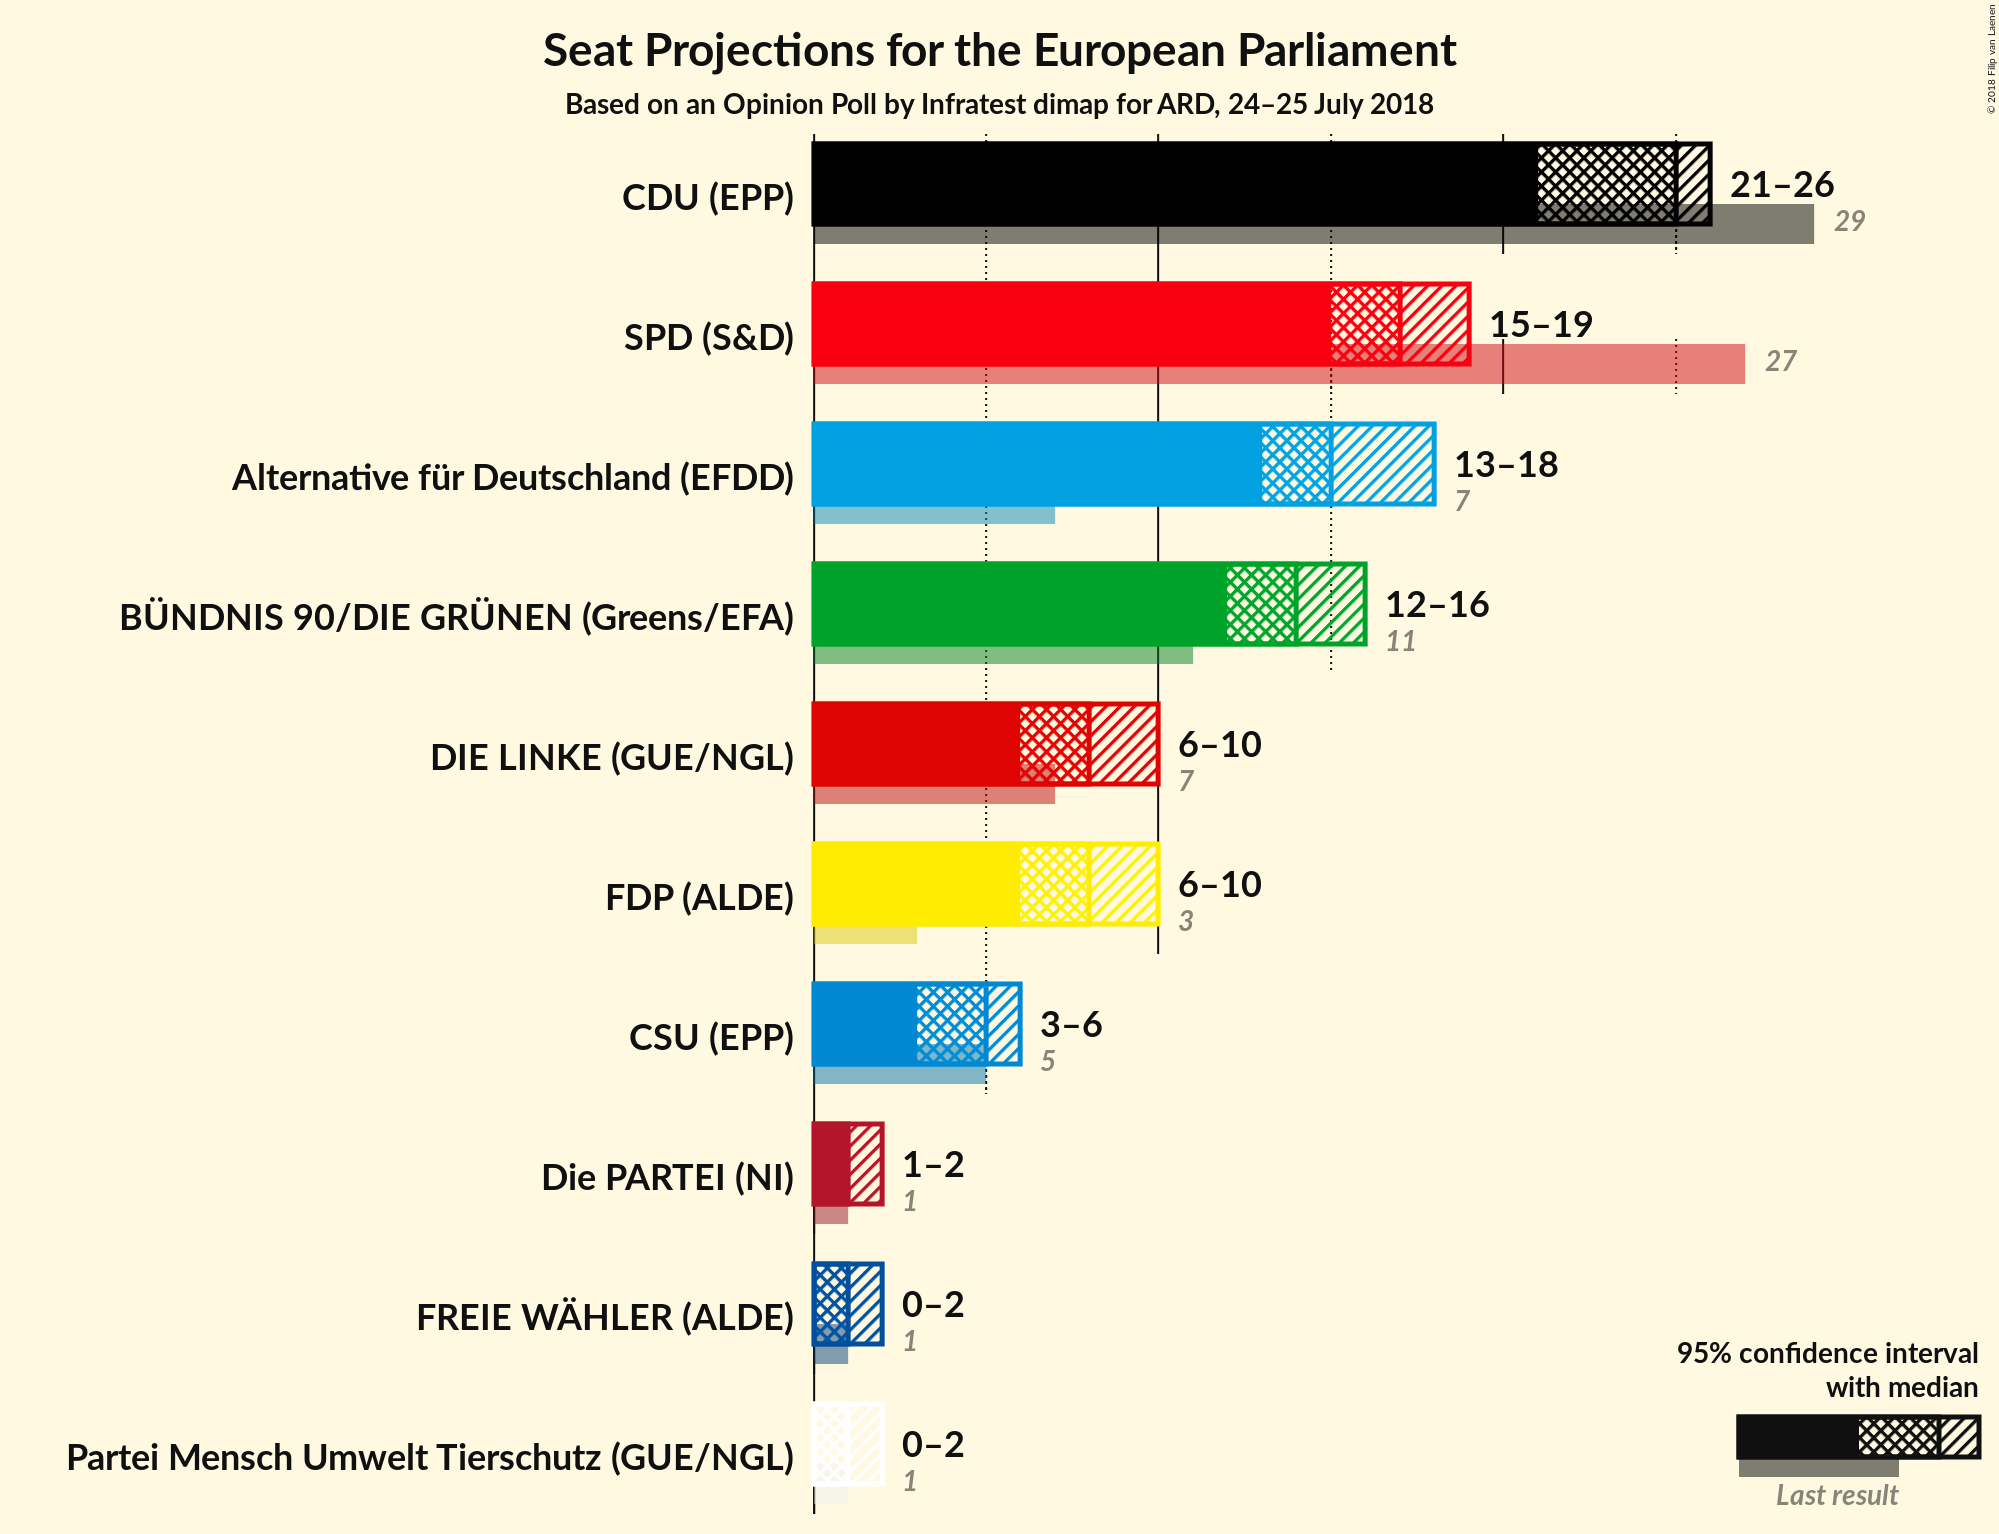 Seat Projections for the European Parliament
Based on an Opinion Poll by Infratest dimap for ARD, 24–25 July 2018
© 2018 Filip van Laenen
CDU (EPP)
21–26
29
SPD (S&D)
15–19
27
Alternative für Deutschland (EFDD)
13–18
7
BÜNDNIS 90/DIE GRÜNEN (Greens/EFA)
12–16
11
DIE LINKE (GUE/NGL)
6–10
7
FDP (ALDE)
6–10
3
CSU (EPP)
3–6
5
Die PARTEI (NI)
1–2
1
FREIE WÄHLER (ALDE)
0–2
1
Partei Mensch Umwelt Tierschutz (GUE/NGL)
0–2
1
95% confidence interval
with median
Last result